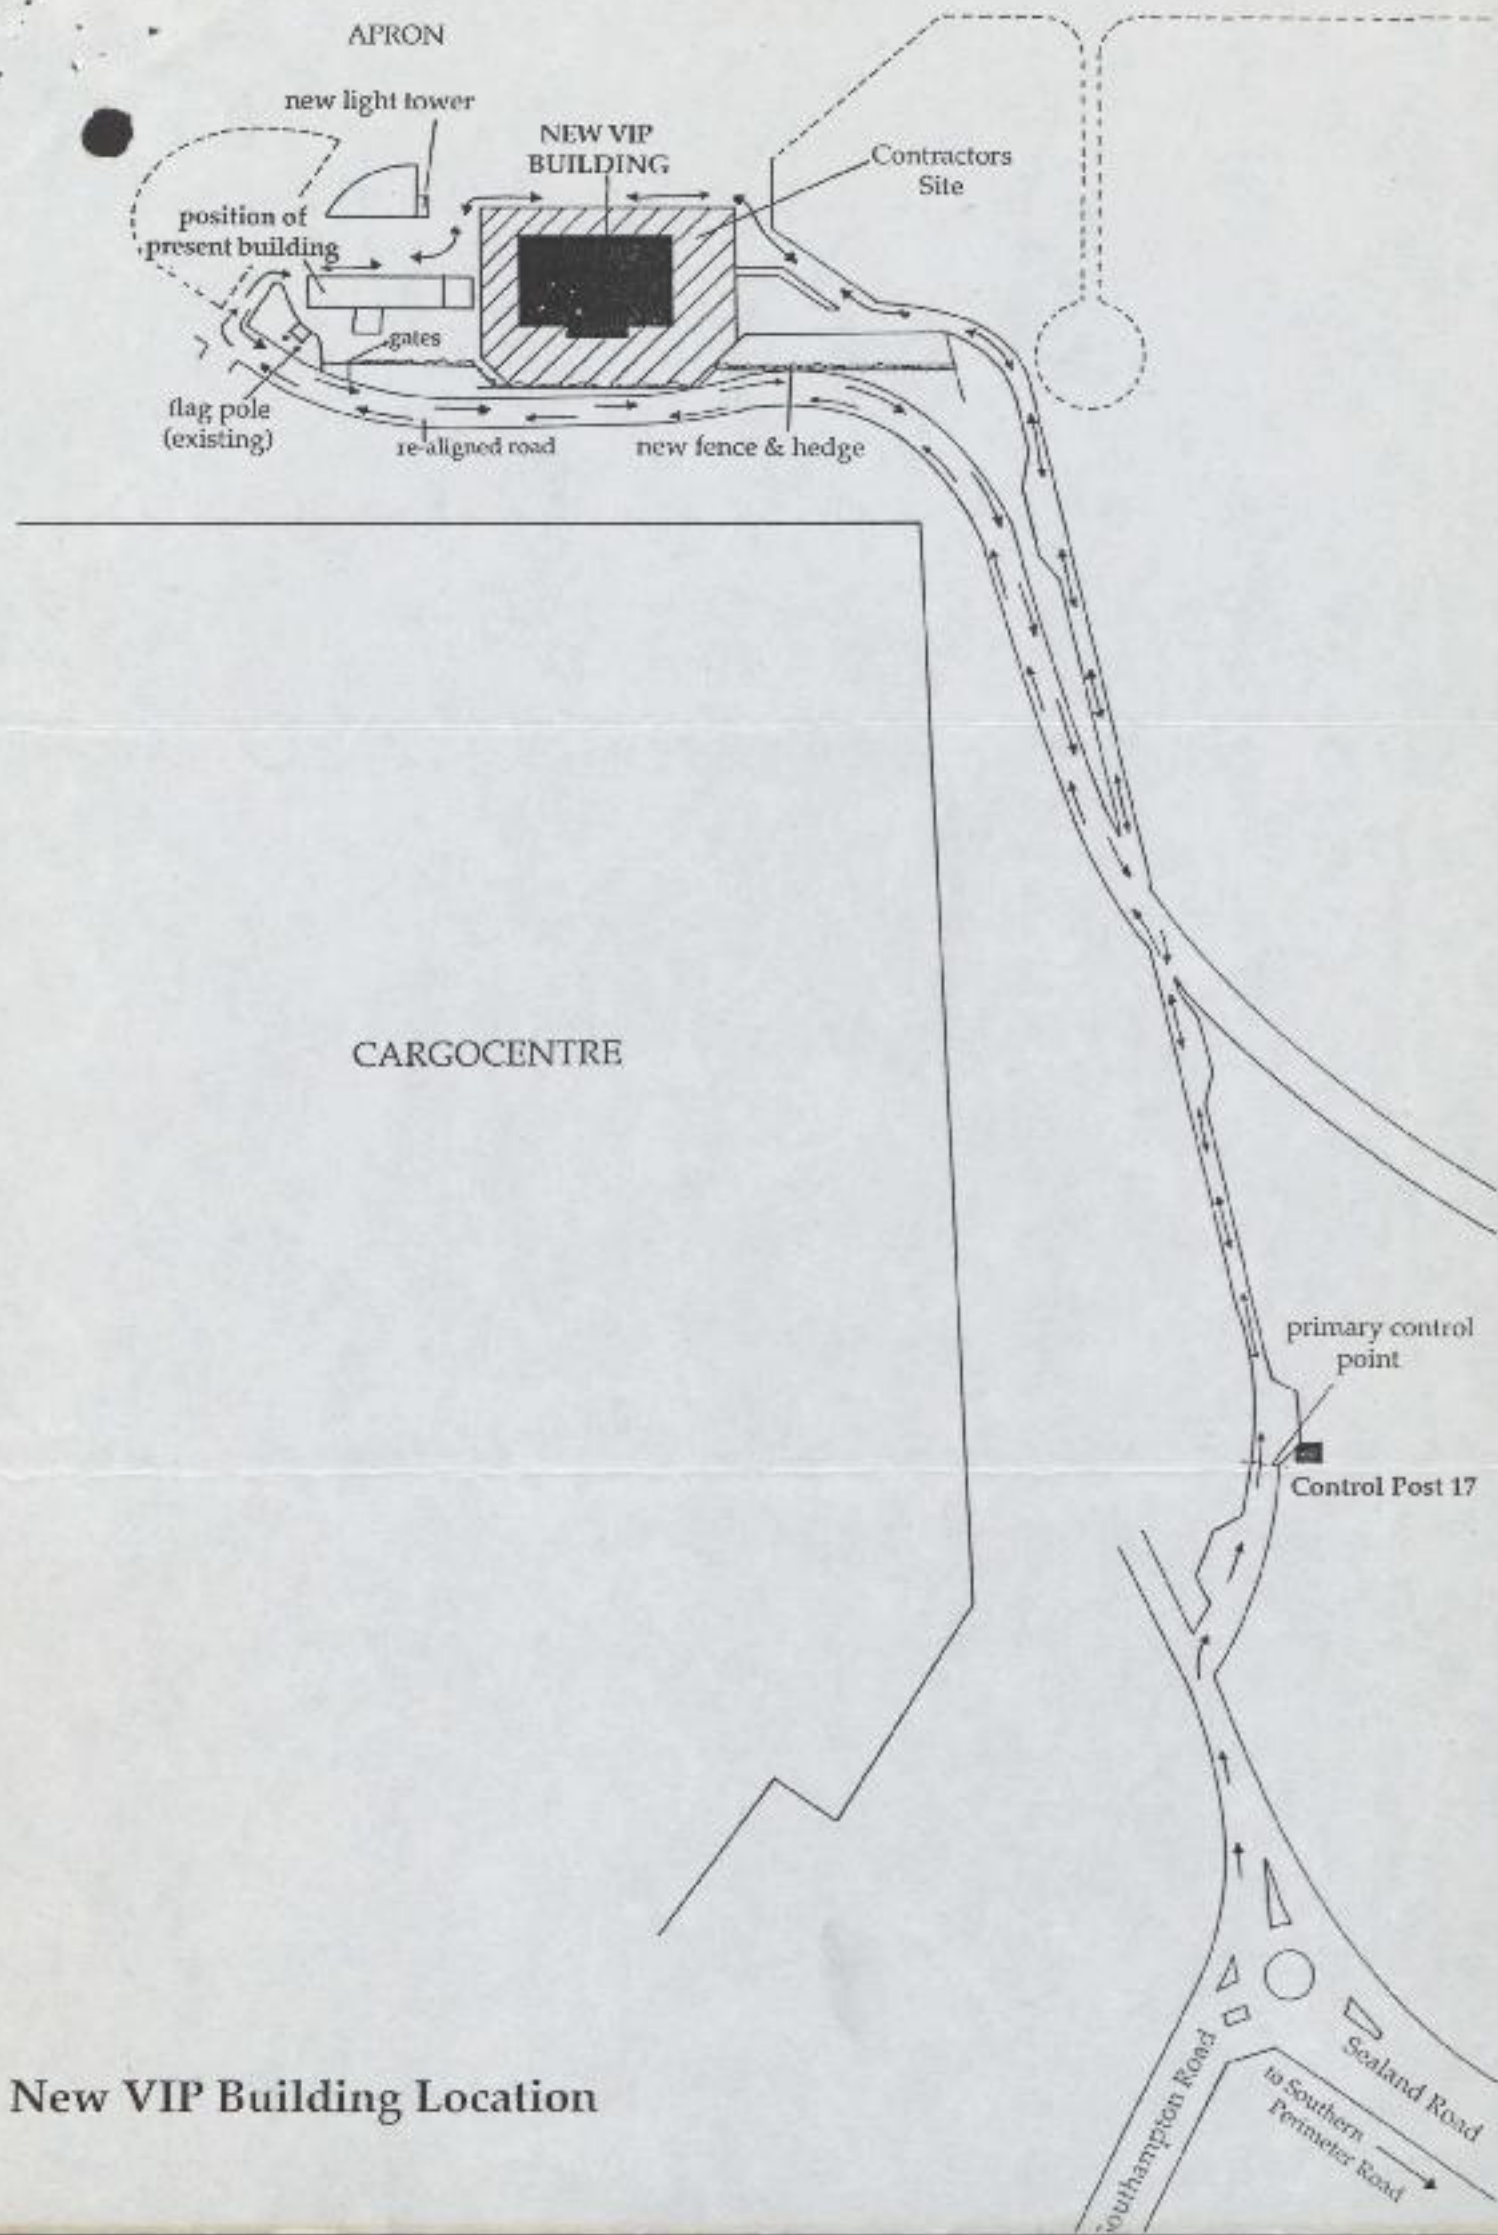 APRON
new light tower
NEW VIP
BUILDING
Contractors
Site
position of
present building
gates
flag pole
(existing)
re-aligned road
new fence & hedge
CARGOCENTRE
primary control
point
Control Post 17
Southampton Road
Sealand Road
to Southern
Perimeter Road
New VIP Building Location